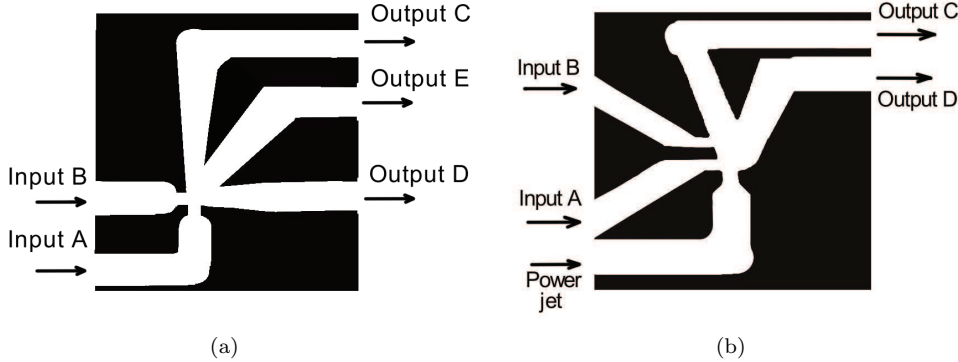 Output C
Output E
Input B
Output D
Input A
(a)
Output C
Input B
Output D
Input A
Power
jet
(b)